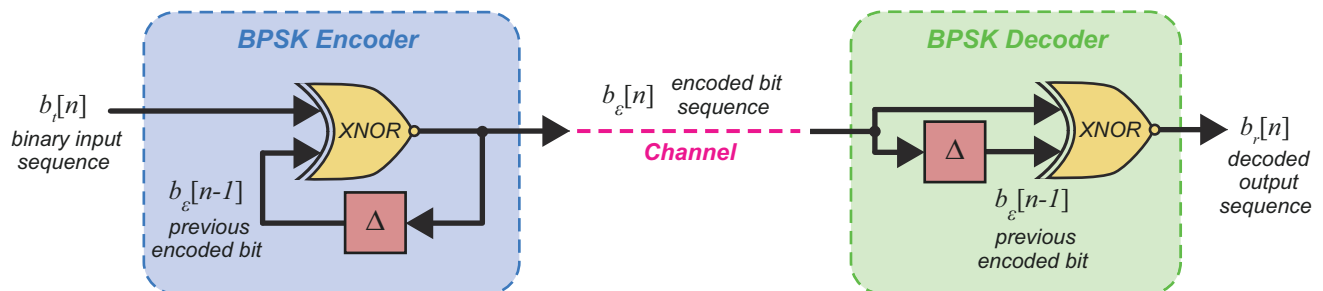 BPSK Encoder
b_t[n]
binary input
sequence
XNOR
b_ε[n-1]
previous
encoded bit
Δ
b_ε[n]
encoded bit
sequence
Channel
BPSK Decoder
Δ
XNOR
b_ε[n-1]
previous
encoded bit
b_r[n]
decoded
output
sequence